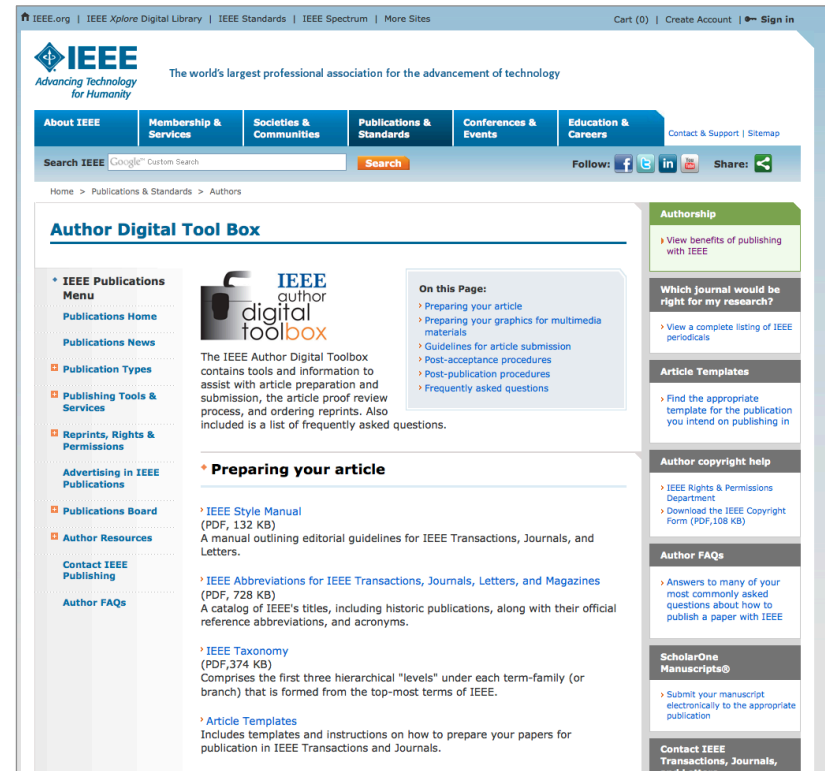 IEEE.org | IEEE Xplore Digital Library | IEEE Standards | IEEE Spectrum | More Sites
Cart (0) | Create Account | Sign in
IEEE
Advancing Technology
for Humanity
The world's largest professional association for the advancement of technology
About IEEE
Membership &
Services
Societies &
Communities
Publications &
Standards
Conferences &
Events
Education &
Careers
Contact & Support | Sitemap
Search IEEE
Google™ Custom Search
Search
Follow:
Share:
Home > Publications & Standards > Authors
Author Digital Tool Box
IEEE Publications
Menu
Publications Home
Publications News
Publication Types
Publishing Tools &
Services
Reprints, Rights &
Permissions
Advertising in IEEE
Publications
Publications Board
Author Resources
Contact IEEE
Publishing
Author FAQs
IEEE
author
digital
toolbox
The IEEE Author Digital Toolbox
contains tools and information to
assist with article preparation and
submission, the article proof review
process, and ordering reprints. Also
included is a list of frequently asked questions.
On this Page:
Preparing your article
Preparing your graphics for multimedia
materials
Guidelines for article submission
Post-acceptance procedures
Post-publication procedures
Frequently asked questions
Preparing your article
IEEE Style Manual
(PDF, 132 KB)
A manual outlining editorial guidelines for IEEE Transactions, Journals, and
Letters.
IEEE Abbreviations for IEEE Transactions, Journals, Letters, and Magazines
(PDF, 728 KB)
A catalog of IEEE's titles, including historic publications, along with their official
reference abbreviations, and acronyms.
IEEE Taxonomy
(PDF,374 KB)
Comprises the first three hierarchical "levels" under each term-family (or
branch) that is formed from the top-most terms of IEEE.
Article Templates
Includes templates and instructions on how to prepare your papers for
publication in IEEE Transactions and Journals.
Authorship
View benefits of publishing
with IEEE
Which journal would be
right for my research?
View a complete listing of IEEE
periodicals
Article Templates
Find the appropriate
template for the publication
you intend on publishing in
Author copyright help
IEEE Rights & Permissions
Department
Download the IEEE Copyright
Form (PDF,108 KB)
Author FAQs
Answers to many of your
most commonly asked
questions about how to
publish a paper with IEEE
ScholarOne
Manuscripts®
Submit your manuscript
electronically to the appropriate
publication
Contact IEEE
Transactions, Journals,